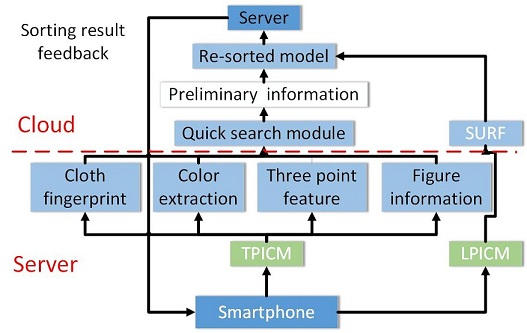 Server
Sorting result
feedback
Re-sorted model
Preliminary information
Cloud
Quick search module
SURF
Cloth
fingerprint
Color
extraction
Three point
feature
Figure
information
Server
TPICM
LPICM
Smartphone